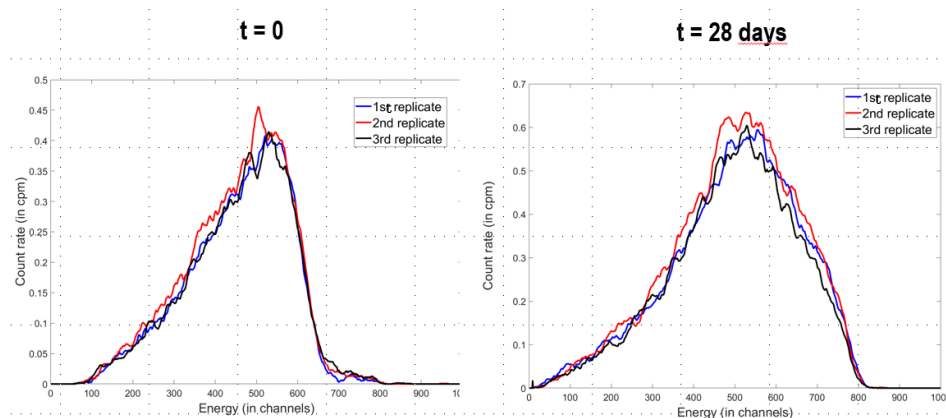 t = 0
t = 28 days
0.5
0.45
0.4
0.35
0.3
0.25
0.2
0.15
0.1
0.05
0
Count rate (in cpm)
1st replicate
2nd replicate
3rd replicate
0 100 200 300 400 500 600 700 800 900
Energy (in channels)
0.7
0.6
0.5
0.4
0.3
0.2
0.1
0
Count rate (in cpm)
1st replicate
2nd replicate
3rd replicate
0 100 200 300 400 500 600 700 800 900
Energy (in channels)